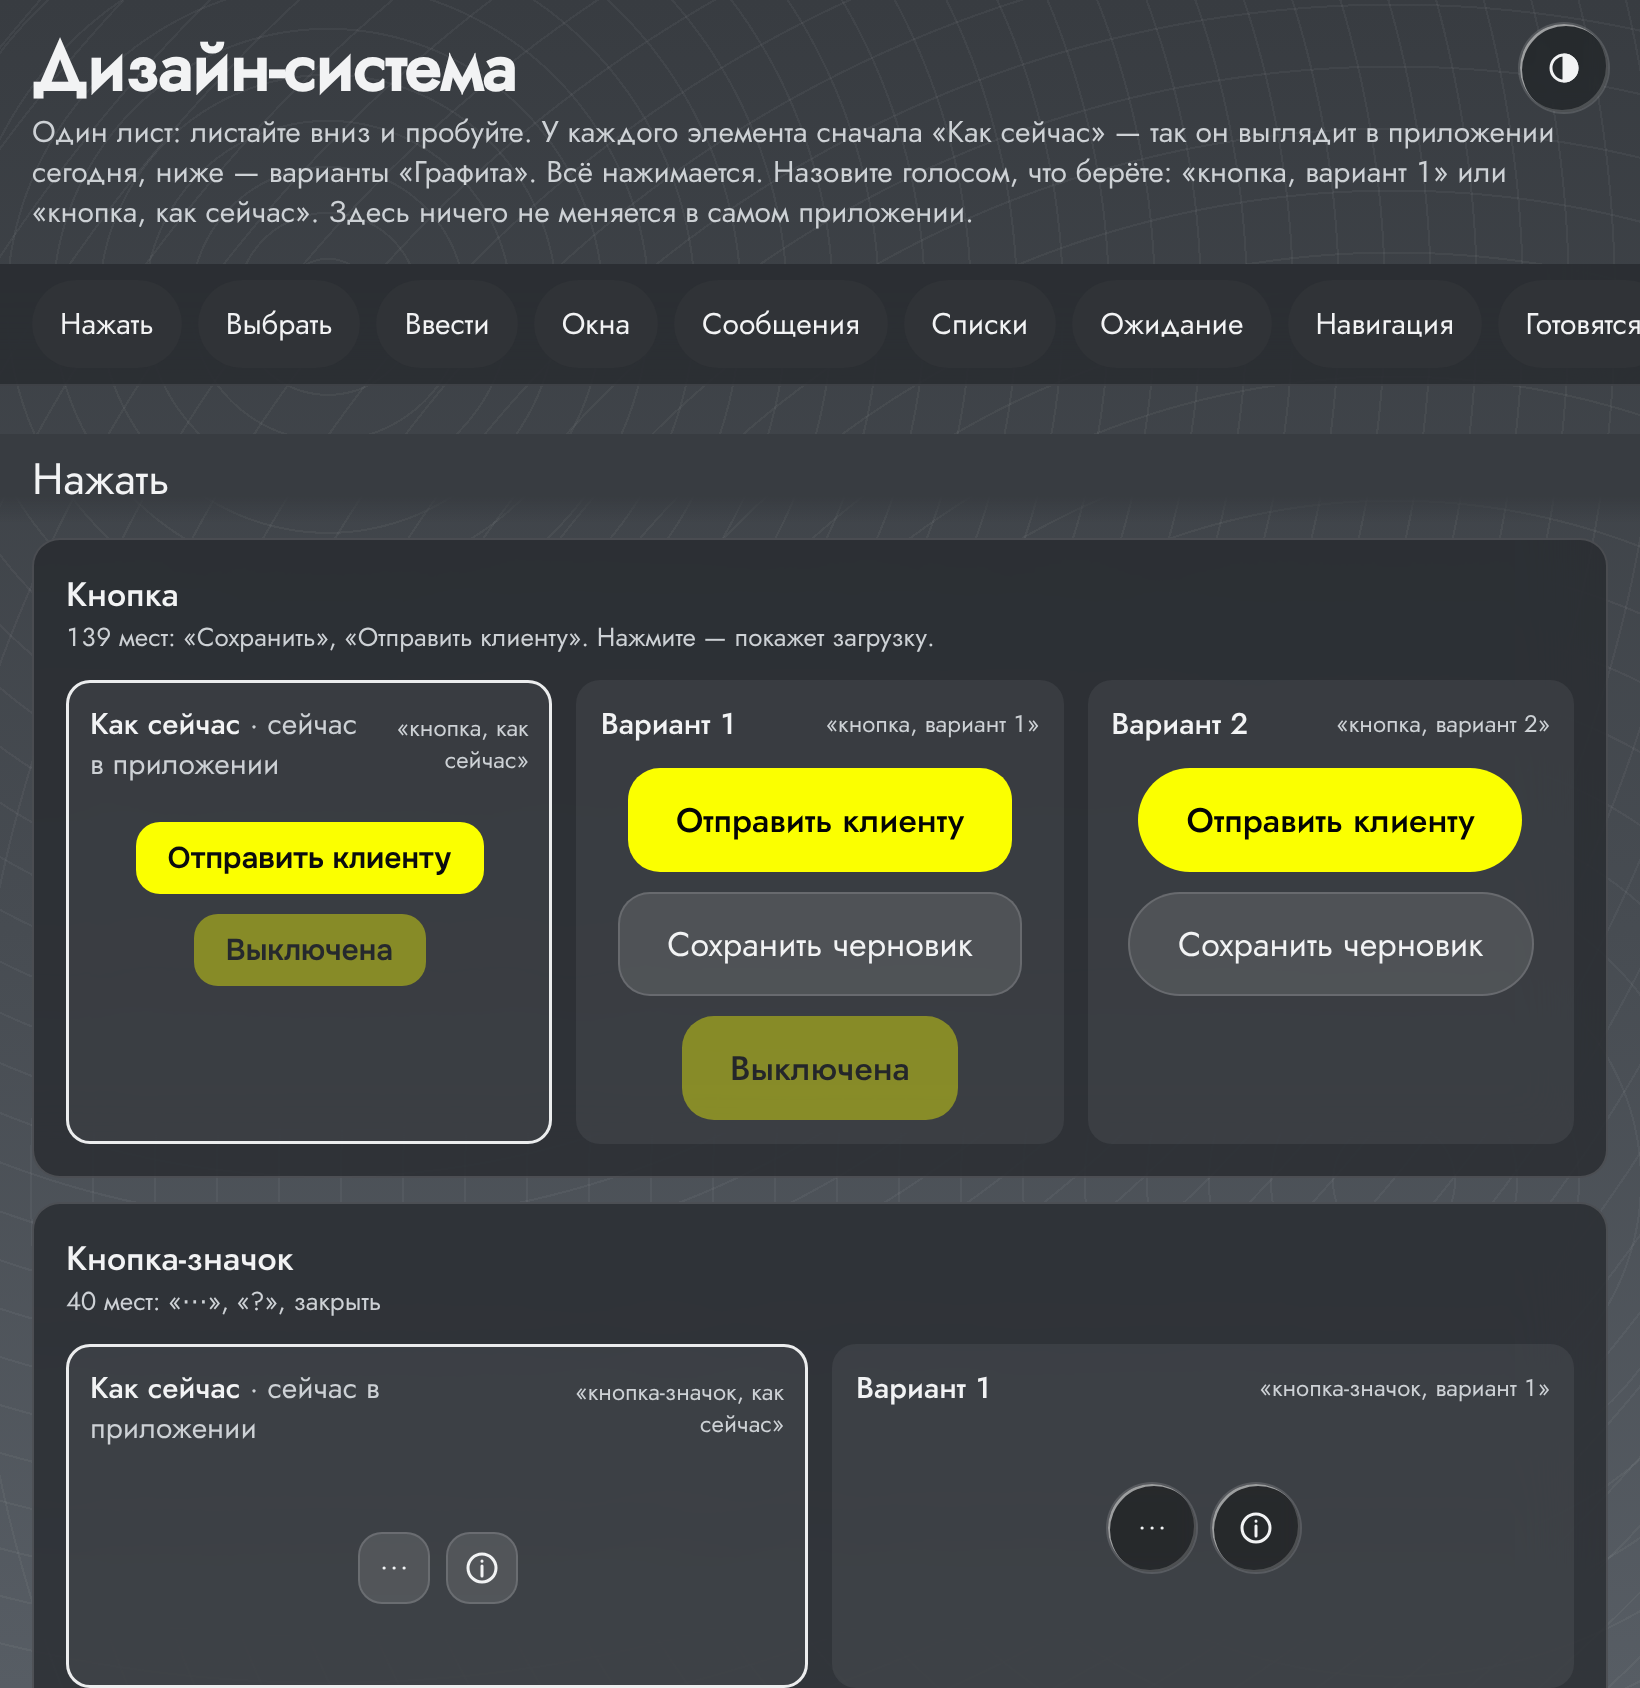 Дизайн-система
Один лист: листайте вниз и пробуйте. У каждого элемента сначала «Как сейчас» — так он выглядит в приложении
сегодня, ниже — варианты «Графита». Всё нажимается. Назовите голосом, что берёте: «кнопка, вариант 1» или
«кнопка, как сейчас». Здесь ничего не меняется в самом приложении.
Нажать Выбрать Ввести Окна Сообщения Списки Ожидание Навигация Готовятся
Нажать
Кнопка
139 мест: «Сохранить», «Отправить клиенту». Нажмите — покажет загрузку.
Как сейчас · сейчас
в приложении
«кнопка, как
сейчас»
Отправить клиенту
Выключена
Вариант 1
«кнопка, вариант 1»
Отправить клиенту
Сохранить черновик
Выключена
Вариант 2
«кнопка, вариант 2»
Отправить клиенту
Сохранить черновик
Кнопка-значок
40 мест: «⋯», «?», закрыть
Как сейчас · сейчас в
приложении
«кнопка-значок, как
сейчас»
⋯
Вариант 1
«кнопка-значок, вариант 1»
⋯